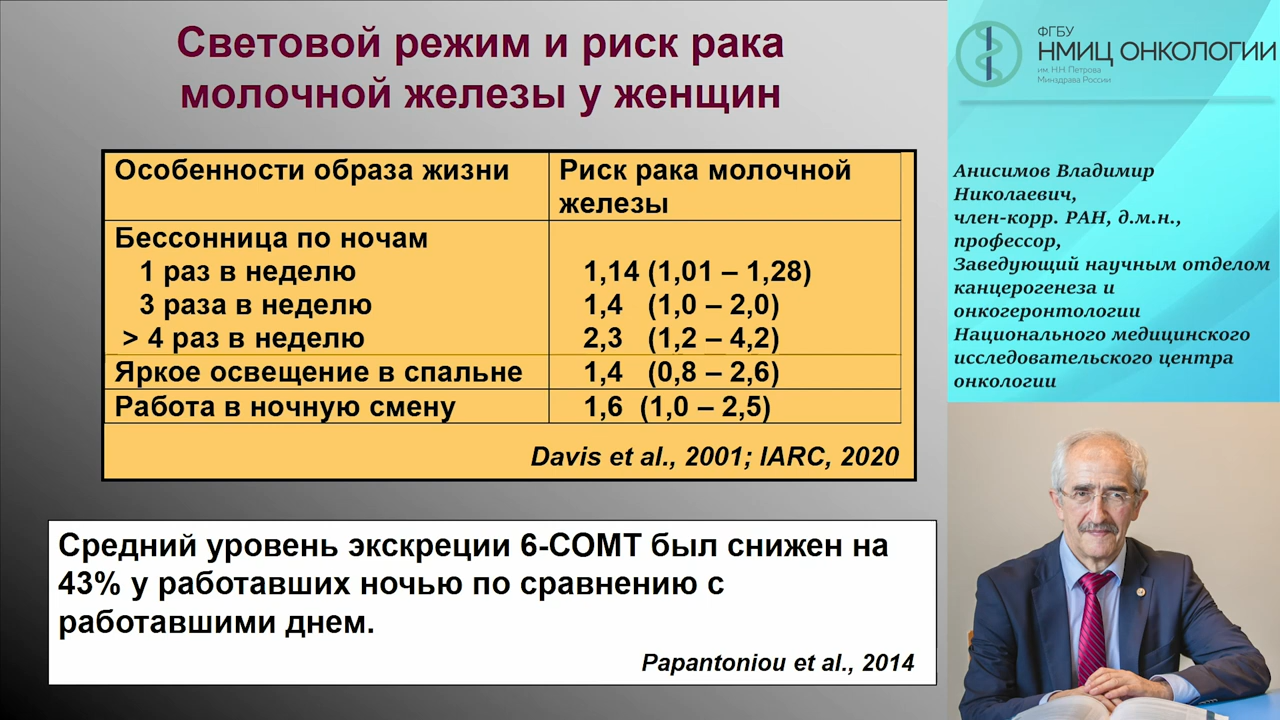 Световой режим и риск рака
молочной железы у женщин
Особенности образа жизни
Риск рака молочной
железы
Бессонница по ночам
1 раз в неделю
1,14 (1,01 – 1,28)
3 раза в неделю
1,4 (1,0 – 2,0)
> 4 раз в неделю
2,3 (1,2 – 4,2)
Яркое освещение в спальне
1,4 (0,8 – 2,6)
Работа в ночную смену
1,6 (1,0 – 2,5)
Davis et al., 2001; IARC, 2020
Средний уровень экскреции 6-СОМТ был снижен на
43% у работавших ночью по сравнению с
работавшими днем.
Papantoniou et al., 2014
ФГБУ
НМИЦ ОНКОЛОГИИ
им. Н.Н. Петрова
Минздрава России
Анисимов Владимир
Николаевич,
член-корр. РАН, д.м.н.,
профессор,
Заведующий научным отделом
канцерогенеза и
онкогеронтологии
Национального медицинского
исследовательского центра
онкологии